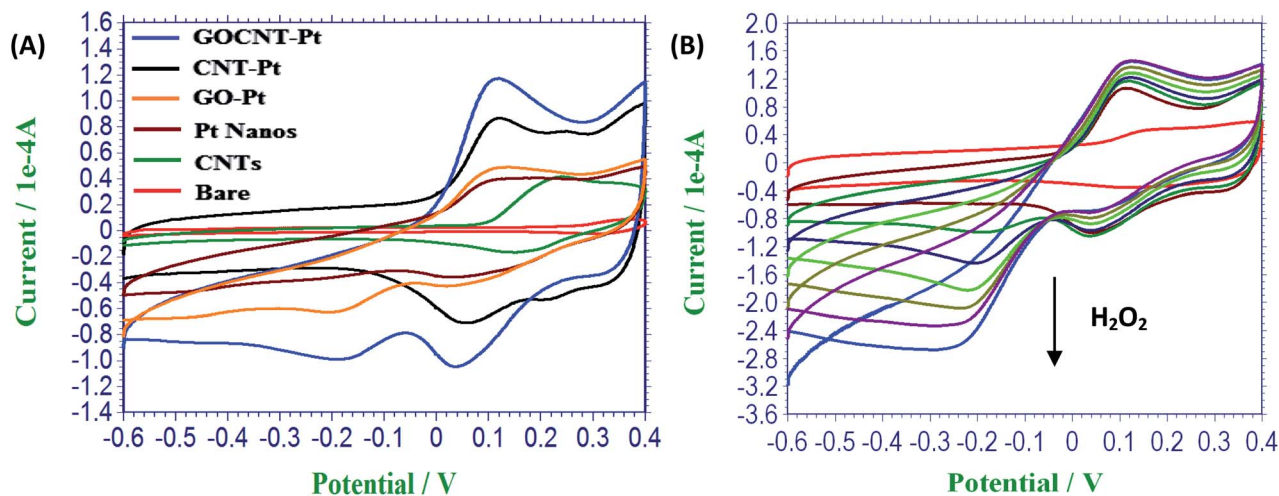 (A)
Current / 1e-4A
1.6
1.4
1.2
1.0
0.8
0.6
0.4
0.2
0
-0.2
-0.4
-0.6
-0.8
-1.0
-1.2
-1.4
GOCNT-Pt
CNT-Pt
GO-Pt
Pt Nanos
CNTs
Bare
-0.6 -0.5 -0.4 -0.3 -0.2 -0.1 0 0.1 0.2 0.3 0.4
Potential / V
(B)
Current / 1e-4A
2.0
1.6
1.2
0.8
0.4
0
-0.4
-0.8
-1.2
-1.6
-2.0
-2.4
-2.8
-3.2
-3.6
H₂O₂
-0.6 -0.5 -0.4 -0.3 -0.2 -0.1 0 0.1 0.2 0.3 0.4
Potential / V